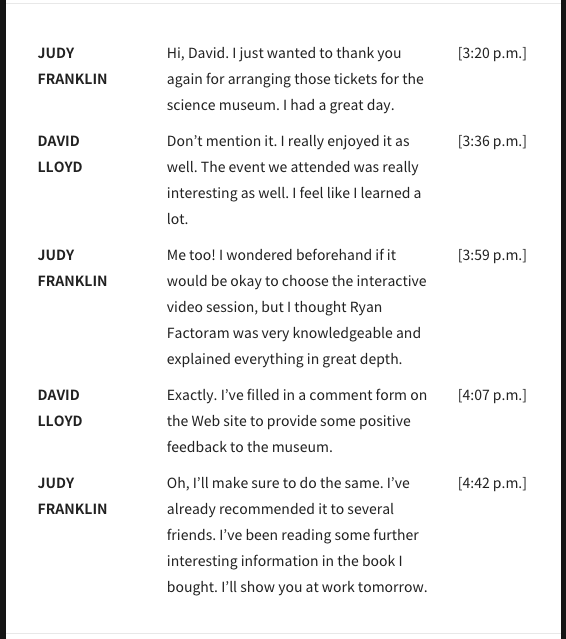 JUDY FRANKLIN
Hi, David. I just wanted to thank you
again for arranging those tickets for the
science museum. I had a great day.
[3:20 p.m.]
DAVID LLOYD
Don’t mention it. I really enjoyed it as
well. The event we attended was really
interesting as well. I feel like I learned a
lot.
[3:36 p.m.]
JUDY FRANKLIN
Me too! I wondered beforehand if it
would be okay to choose the interactive
video session, but I thought Ryan
Factoram was very knowledgeable and
explained everything in great depth.
[3:59 p.m.]
DAVID LLOYD
Exactly. I’ve filled in a comment form on
the Web site to provide some positive
feedback to the museum.
[4:07 p.m.]
JUDY FRANKLIN
Oh, I’ll make sure to do the same. I’ve
already recommended it to several
friends. I’ve been reading some further
interesting information in the book I
bought. I’ll show you at work tomorrow.
[4:42 p.m.]